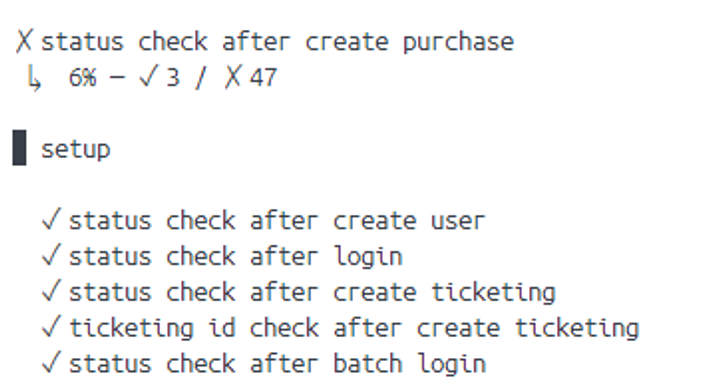 ✗ status check after create purchase
↳ 6% — ✓ 3 / ✗ 47
█ setup
✓ status check after create user
✓ status check after login
✓ status check after create ticketing
✓ ticketing id check after create ticketing
✓ status check after batch login